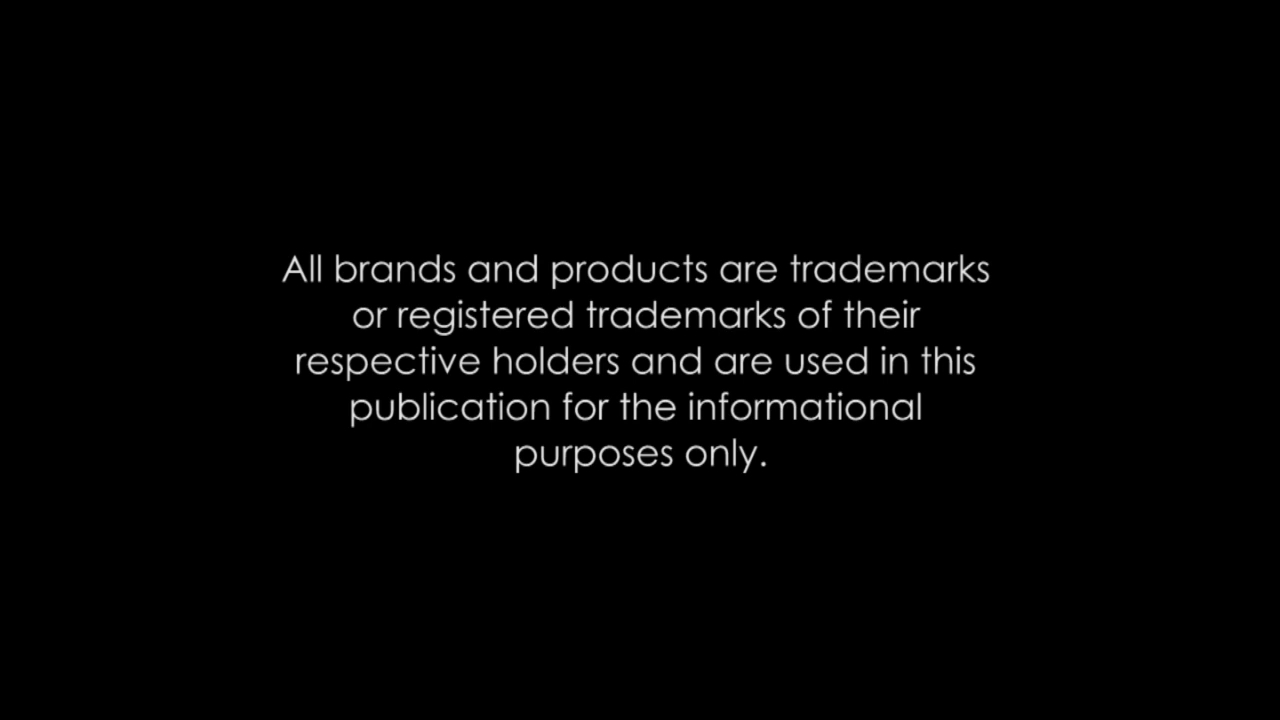 All brands and products are trademarks
or registered trademarks of their
respective holders and are used in this
publication for the informational
purposes only.